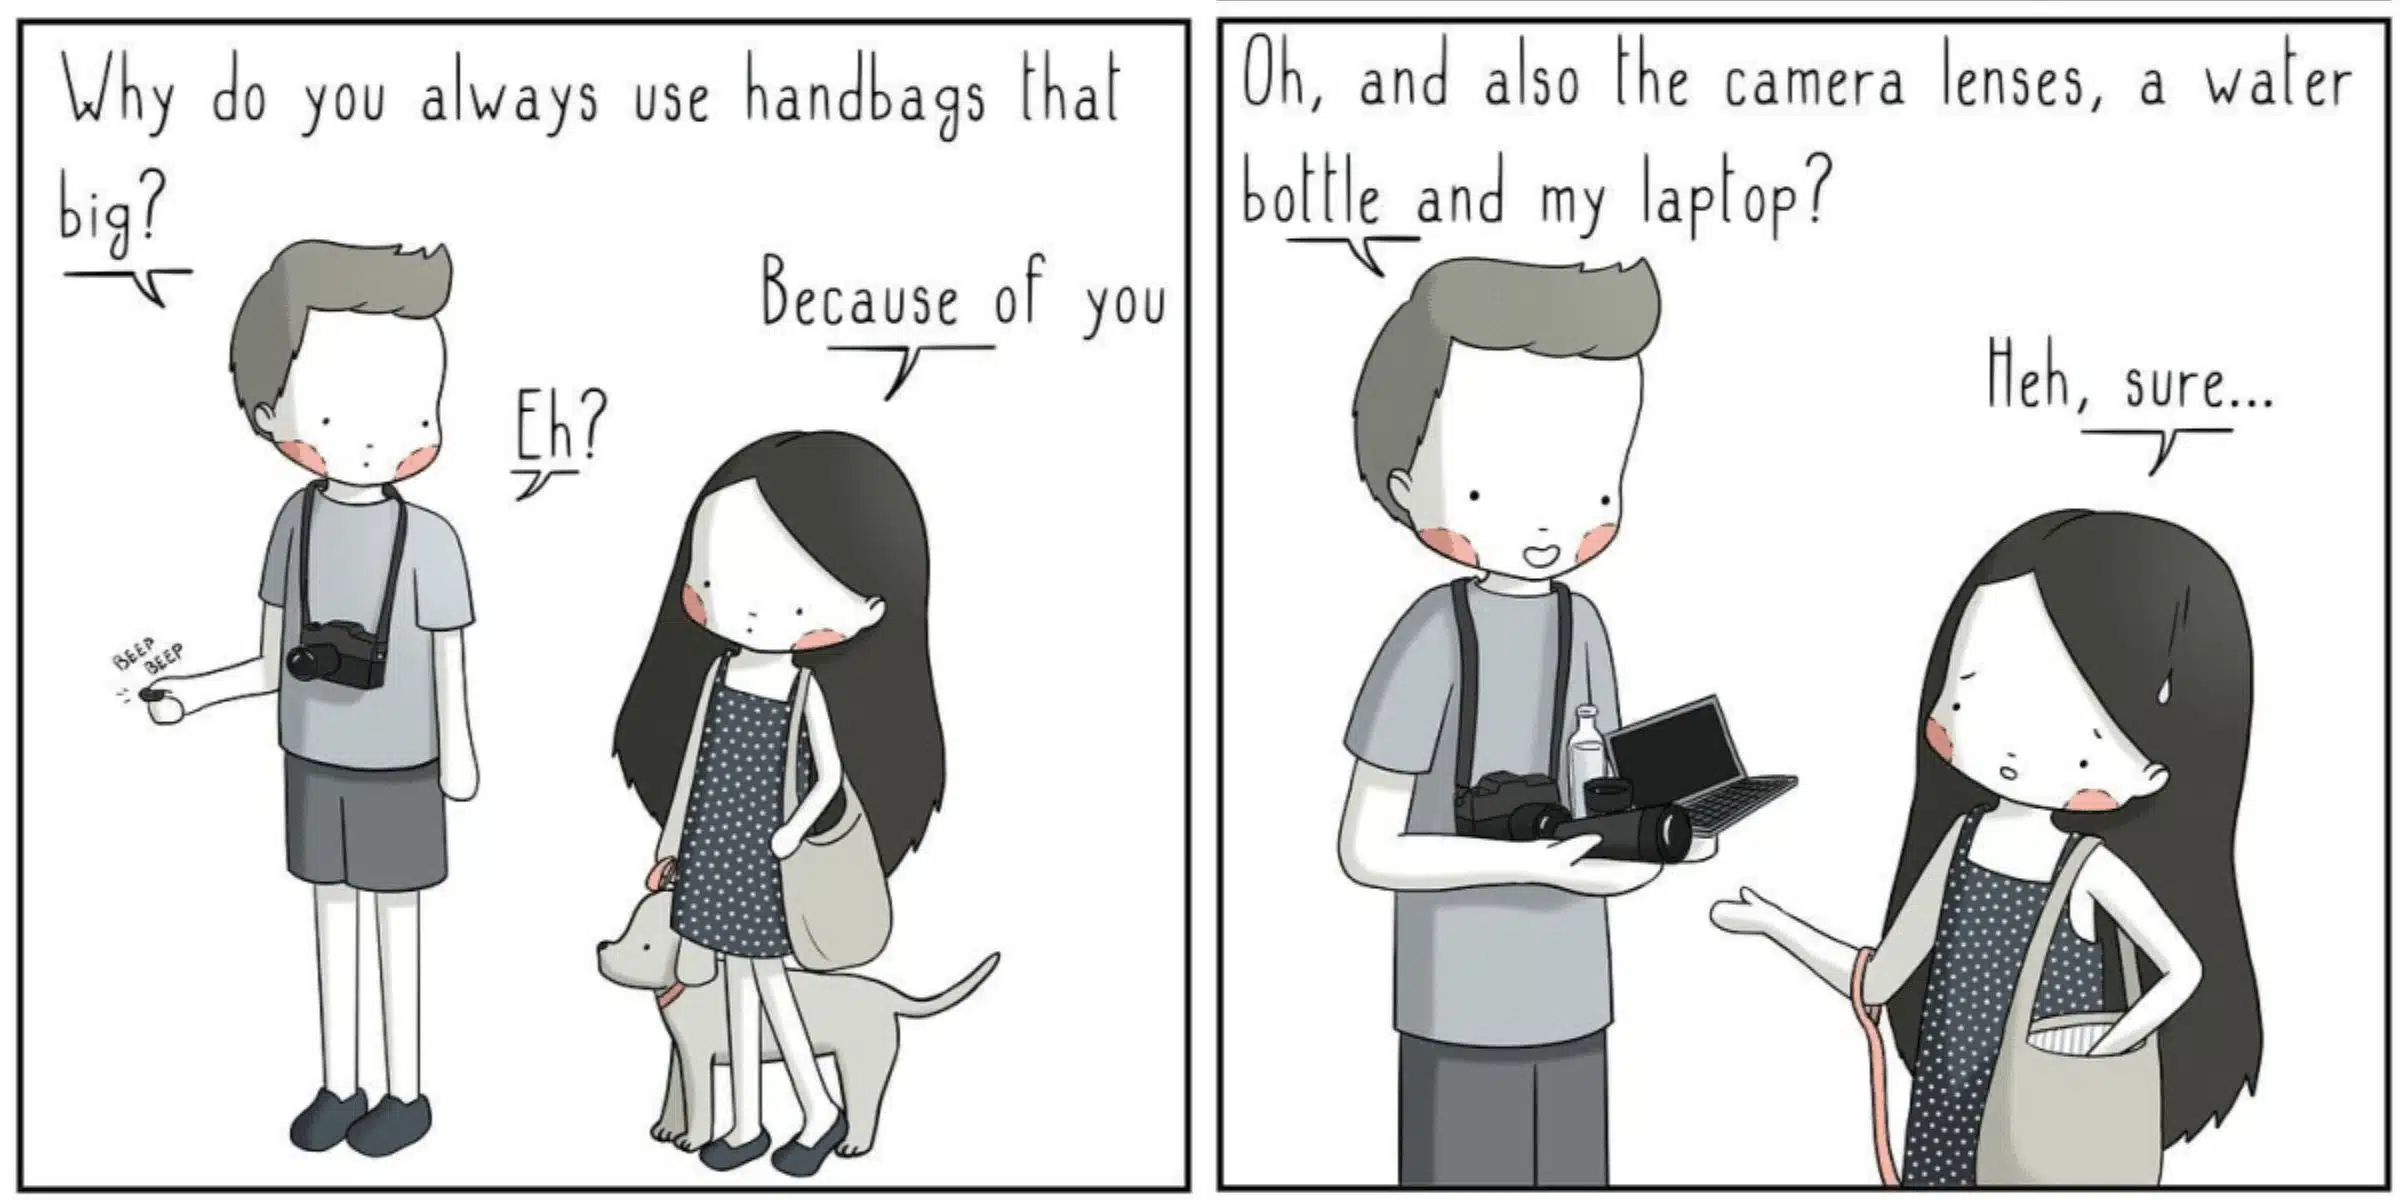 Why do you always use handbags that
big?
Because of you
Eh?
BEEP
BEEP
Oh, and also the camera lenses, a water
bottle and my laptop?
Heh, sure...